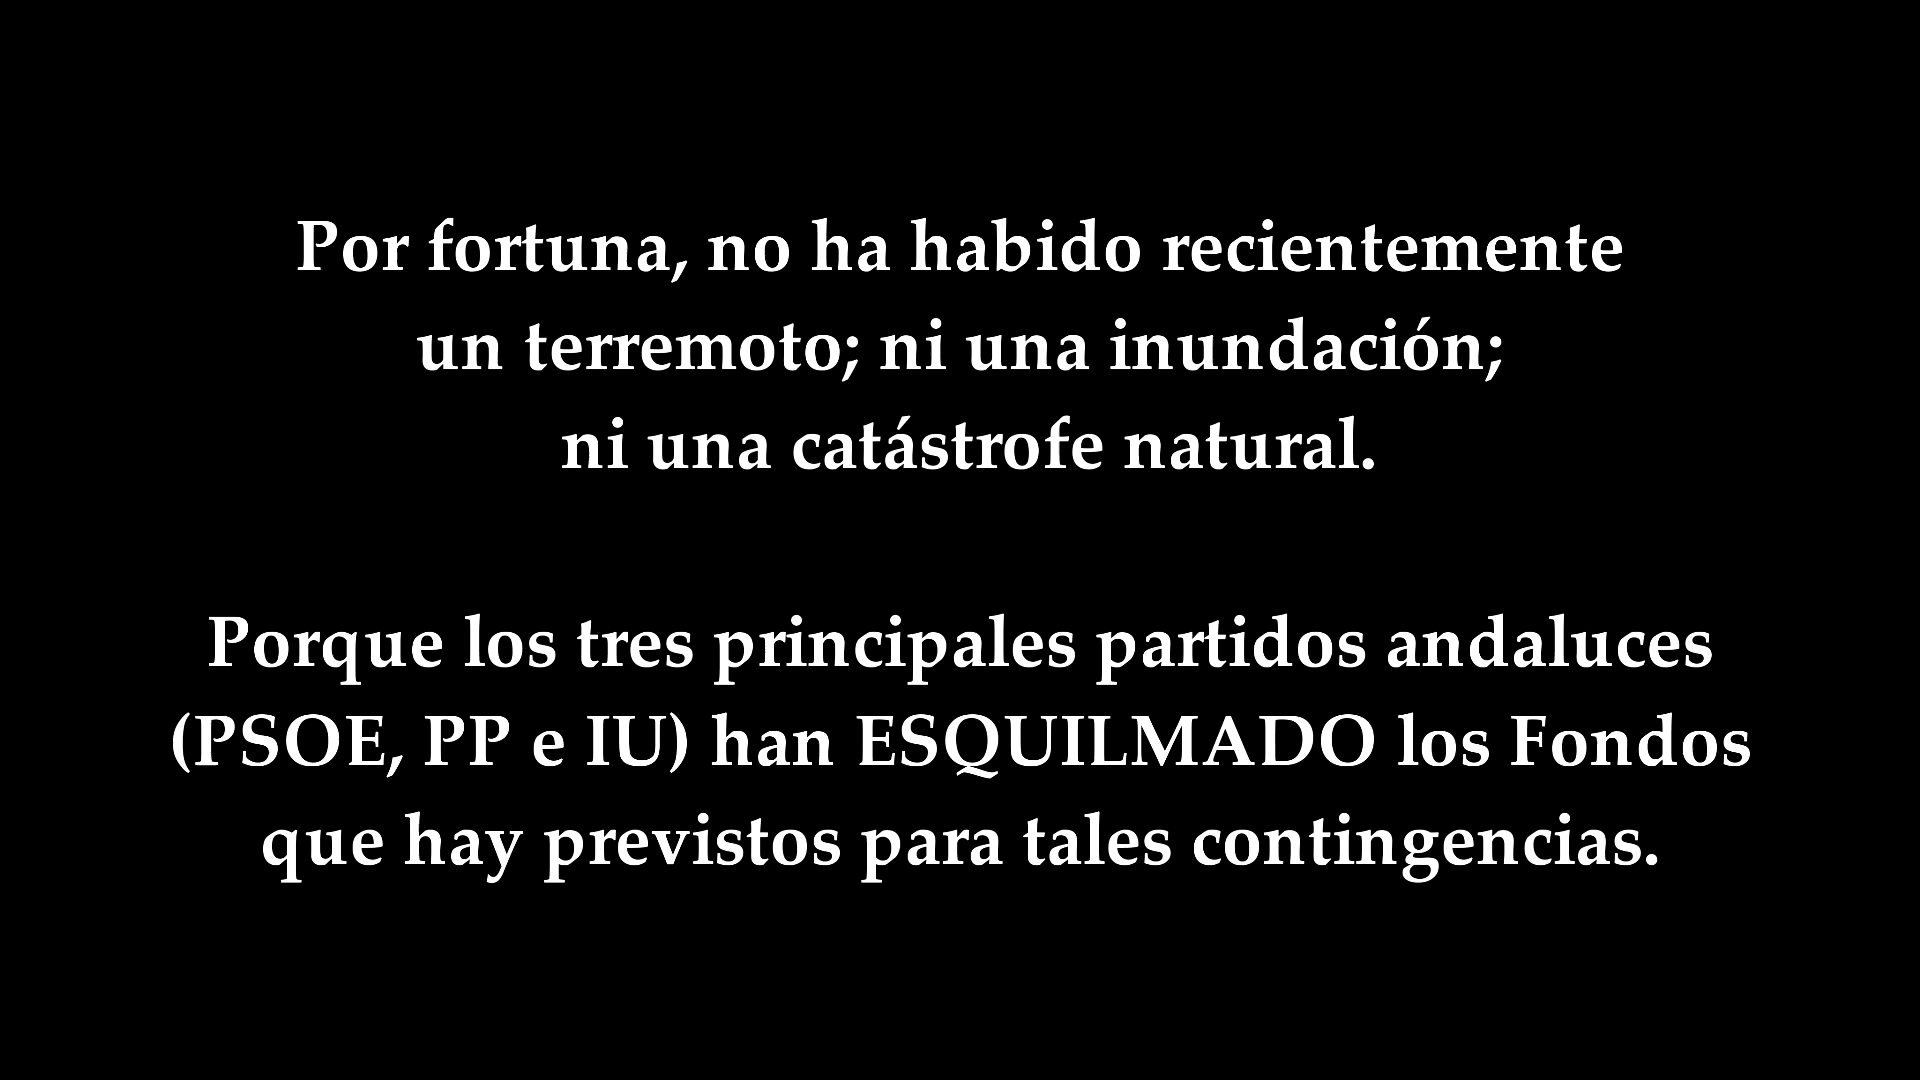 Por fortuna, no ha habido recientemente
un terremoto; ni una inundación;
ni una catástrofe natural.
Porque los tres principales partidos andaluces
(PSOE, PP e IU) han ESQUILMADO los Fondos
que hay previstos para tales contingencias.